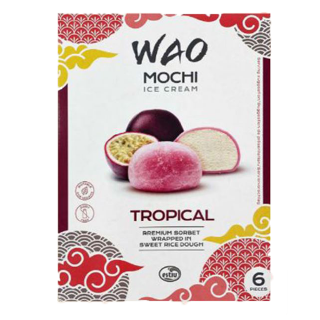 WAO
MOCHI
ICE CREAM
TROPICAL
PREMIUM SORBET
WRAPPED IN
SWEET RICE DOUGH
6
PIECES